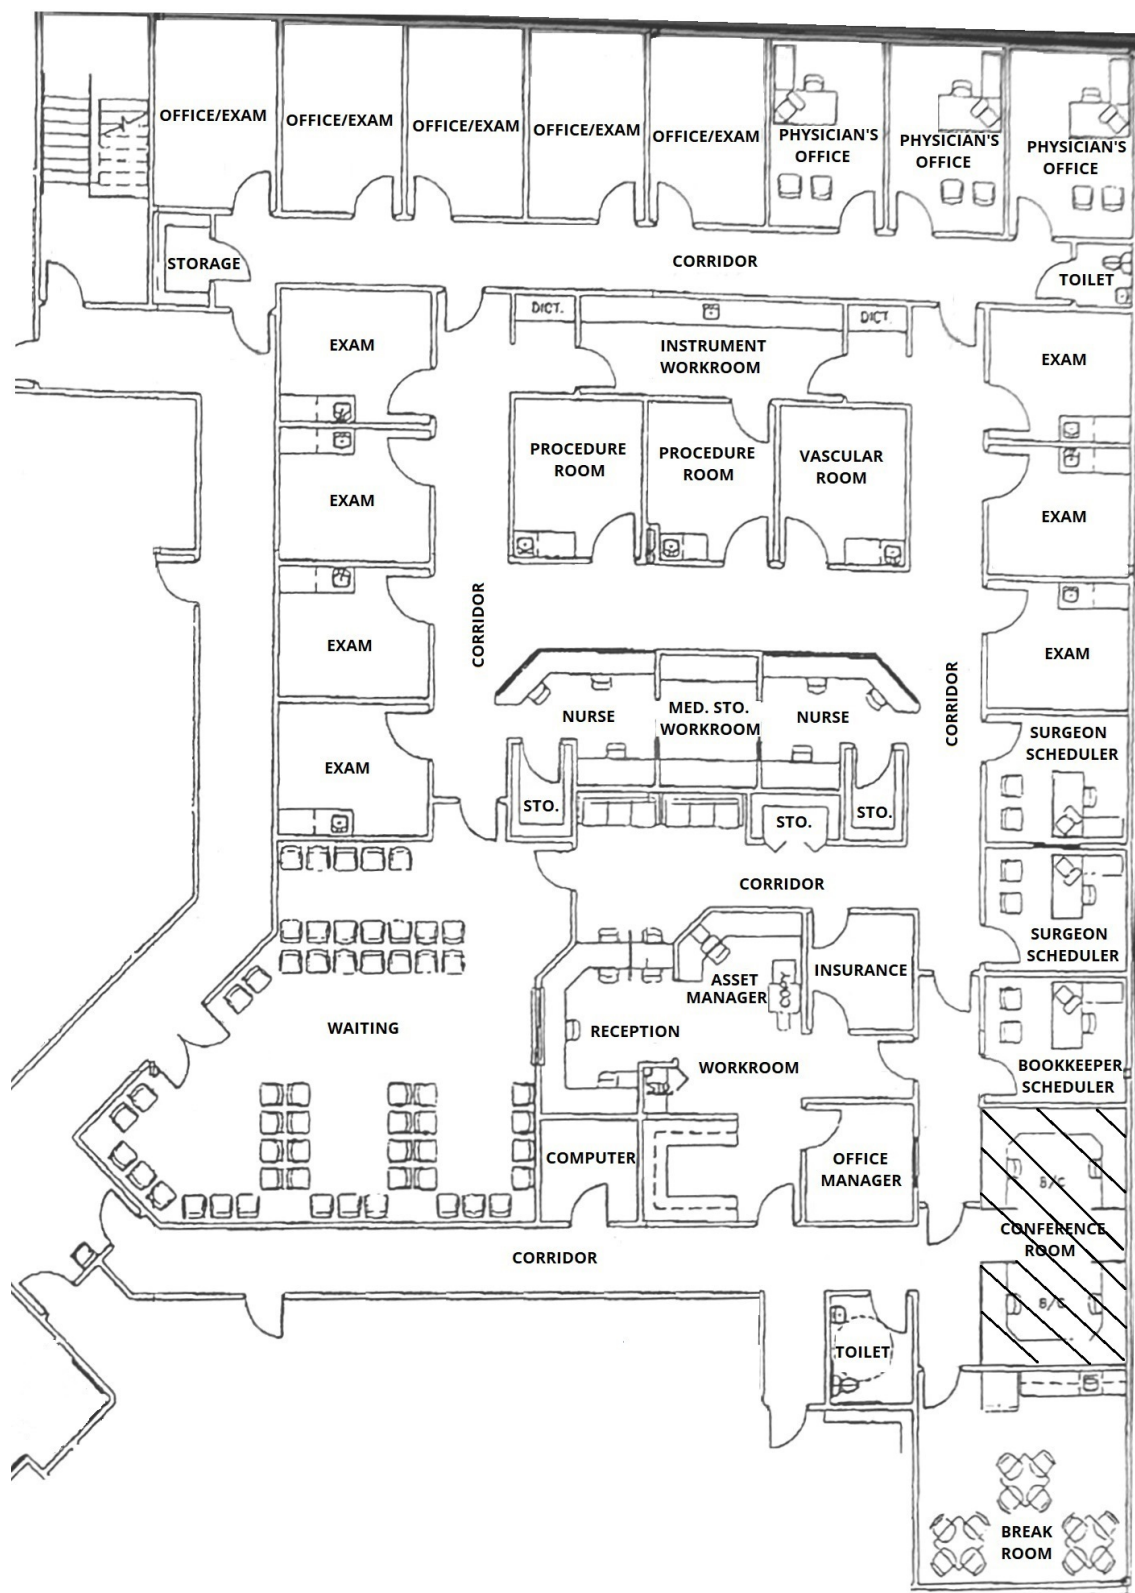 OFFICE/EXAM
OFFICE/EXAM
OFFICE/EXAM
OFFICE/EXAM
OFFICE/EXAM
PHYSICIAN'S
OFFICE
PHYSICIAN'S
OFFICE
PHYSICIAN'S
OFFICE
STORAGE
CORRIDOR
TOILET
DICT.
DICT.
EXAM
INSTRUMENT
WORKROOM
EXAM
PROCEDURE
ROOM
PROCEDURE
ROOM
VASCULAR
ROOM
EXAM
EXAM
CORRIDOR
EXAM
EXAM
CORRIDOR
NURSE
MED. STO.
WORKROOM
NURSE
SURGEON
SCHEDULER
EXAM
STO.
STO.
STO.
CORRIDOR
SURGEON
SCHEDULER
ASSET
MANAGER
INSURANCE
WAITING
RECEPTION
WORKROOM
BOOKKEEPER
SCHEDULER
COMPUTER
OFFICE
MANAGER
B/C
CONFERENCE
ROOM
B/C
CORRIDOR
TOILET
BREAK
ROOM